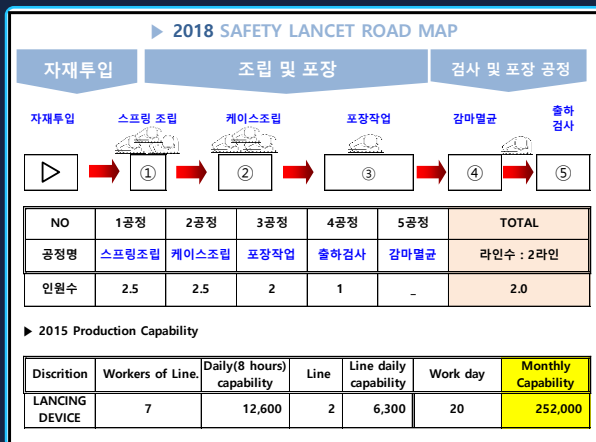 ▶ 2018 SAFETY LANCET ROAD MAP
자재투입 조립 및 포장 검사 및 포장 공정
자재투입 스프링 조립 케이스조립 포장작업 감마멸균 출하
검사
▷ ① ② ③ ④ ⑤
NO 1공정 2공정 3공정 4공정 5공정 TOTAL
공정명 스프링조립 케이스조립 포장작업 출하검사 감마멸균 라인수 : 2라인
인원수 2.5 2.5 2 1 _ 2.0
▶ 2015 Production Capability
Discrition Workers of Line. Daily(8 hours) capability Line Line daily capability Work day Monthly Capability
LANCING DEVICE 7 12,600 2 6,300 20 252,000